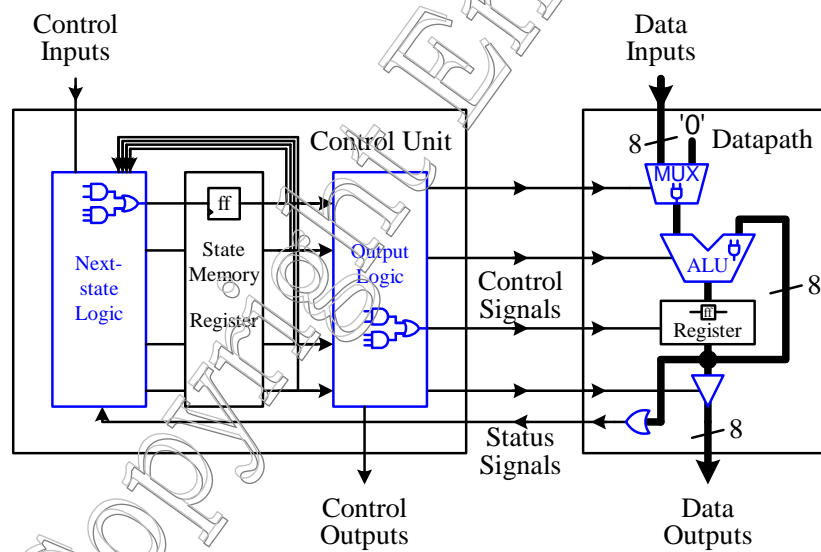 Control
Inputs
Data
Inputs
Control Unit
8
'0'
Datapath
MUX
ff
Next-
state
Logic
State
Memory
Register
Output
Logic
ALU
Control
Signals
8
ff
Register
Status
Signals
8
Control
Outputs
Data
Outputs